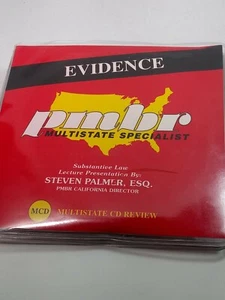 EVIDENCE
pmbr
MULTISTATE SPECIALIST
Substantive Law
Lecture Presentation By:
STEVEN PALMER, ESQ.
PMBR CALIFORNIA DIRECTOR
MCD MULTISTATE CD REVIEW